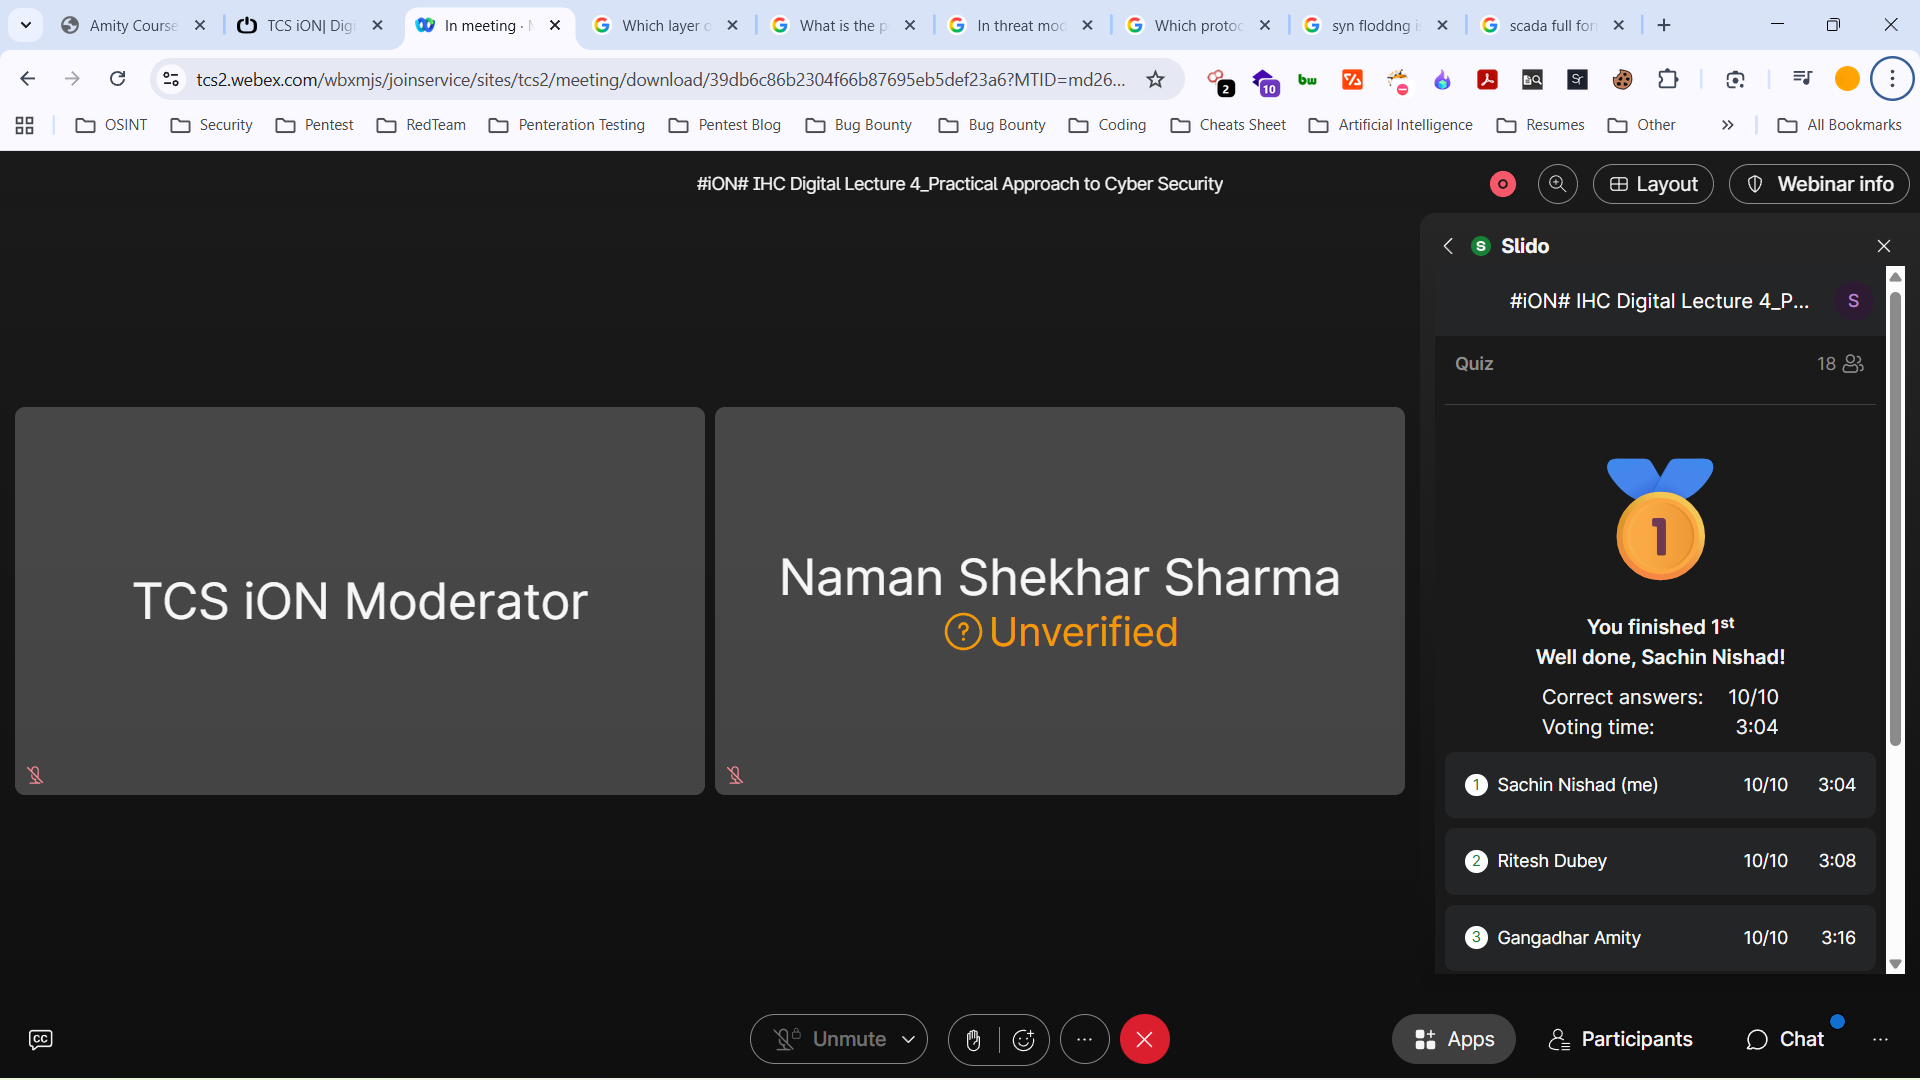 Amity Course
TCS iON| Digi
In meeting ·
Which layer o
What is the p
In threat mod
Which protoc
syn floddng i
scada full for
tcs2.webex.com/wbxmjs/joinservice/sites/tcs2/meeting/download/39db6c86b2304f66b87695eb5def23a6?MTID=md26...
2
10
bw
Sr
OSINT
Security
Pentest
RedTeam
Penteration Testing
Pentest Blog
Bug Bounty
Bug Bounty
Coding
Cheats Sheet
Artificial Intelligence
Resumes
Other
All Bookmarks
#iON# IHC Digital Lecture 4_Practical Approach to Cyber Security
Layout
Webinar info
S Slido
#iON# IHC Digital Lecture 4_P...
S
Quiz
18
1
You finished 1st
Well done, Sachin Nishad!
Correct answers: 10/10
Voting time: 3:04
1 Sachin Nishad (me) 10/10 3:04
2 Ritesh Dubey 10/10 3:08
3 Gangadhar Amity 10/10 3:16
TCS iON Moderator
Naman Shekhar Sharma
? Unverified
CC
Unmute
Apps
Participants
Chat